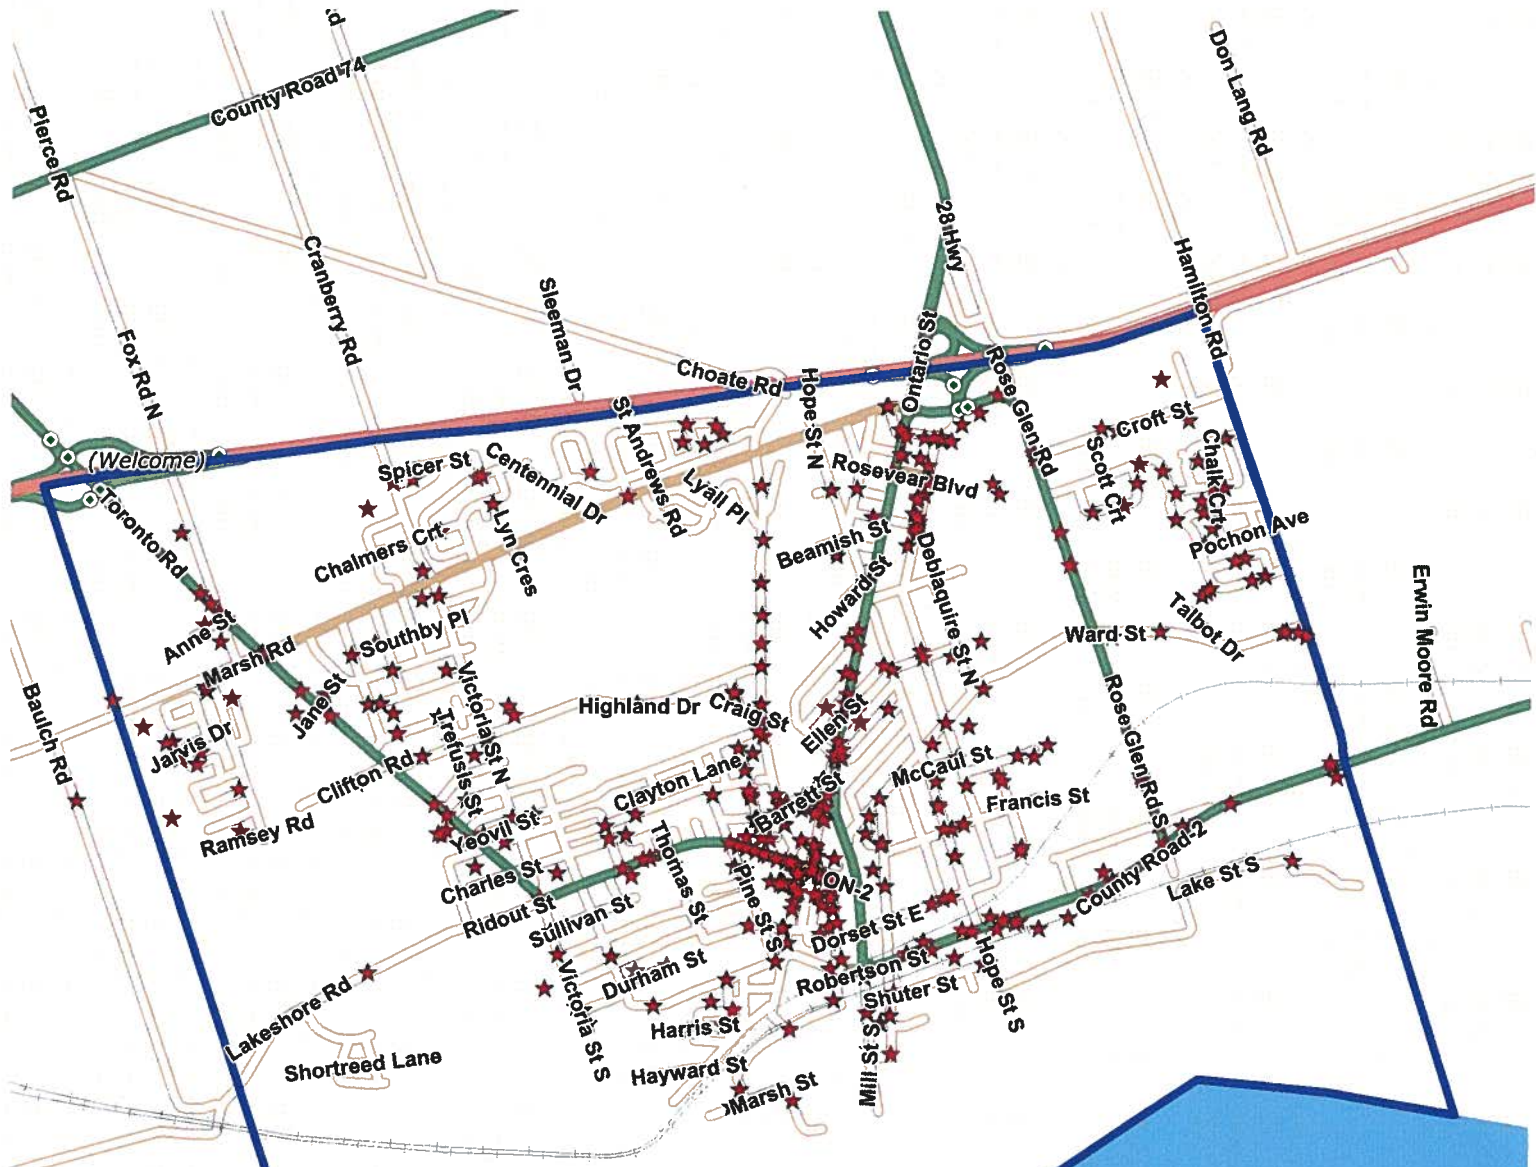 County Road 74
Pierce Rd
Don Lang Rd
28 Hwy
Cranberry Rd
Hamilton Rd
Sleeman Dr
Fox Rd N
Choate Rd
Hope St N
Ontario St
Rose Glen Rd
St Andrews Rd
Croft St
(Welcome)
Spicer St
Centennial Dr
Lyall Pl
Rosevear Blvd
Scott Crt
Chalk Crt
Toronto Rd
Lyn Cres
Chalmers Crt
Beamish St
Pochon Ave
Deblaquire St N
Howard St
Erwin Moore Rd
Anne St
Southby Pl
Ward St
Talbot Dr
Marsh Rd
Victoria St N
Baulch Rd
Jane St
Highland Dr
Craig St
Ellen St
Rose Glen Rd S
Jarvis Dr
Trefusis St
Clifton Rd
Clayton Lane
McCaul St
Barrett St
Francis St
Ramsey Rd
Yeovil St
Thomas St
County Road 2
Charles St
Pine St S
ON-2
Lake St S
Ridout St
Sullivan St
Dorset St E
Hope St S
Durham St
Robertson St
Victoria St S
Shuter St
Lakeshore Rd
Harris St
Mill St S
Shortreed Lane
Hayward St
Marsh St